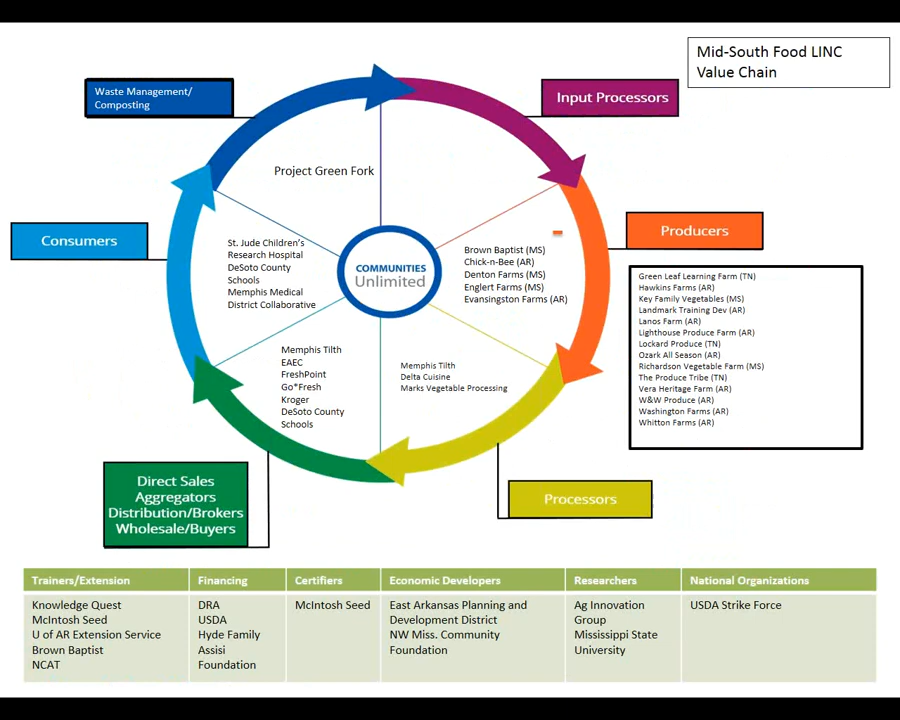 Mid-South Food LINC
Value Chain
Waste Management/
Composting
Input Processors
Project Green Fork
Consumers
Producers
St. Jude Children's
Research Hospital
DeSoto County
Schools
Memphis Medical
District Collaborative
COMMUNITIES
Unlimited
Brown Baptist (MS)
Chick-n-Bee (AR)
Denton Farms (MS)
Englert Farms (MS)
Evansington Farms (AR)
Green Leaf Learning Farm (TN)
Hawkins Farms (AR)
Key Family Vegetables (MS)
Landmark Training Dev (AR)
Lanos Farm (AR)
Lighthouse Produce Farm (AR)
Lockard Produce (TN)
Ozark All Season (AR)
Richardson Vegetable Farm (MS)
The Produce Tribe (TN)
Vera Heritage Farm (AR)
W&W Produce (AR)
Washington Farms (AR)
Whitton Farms (AR)
Memphis Tilth
EAEC
FreshPoint
Go*Fresh
Kroger
DeSoto County
Schools
Memphis Tilth
Delta Cuisine
Marks Vegetable Processing
Direct Sales
Aggregators
Distribution/Brokers
Wholesale/Buyers
Processors
Trainers/Extension
Knowledge Quest
McIntosh Seed
U of AR Extension Service
Brown Baptist
NCAT
Financing
DRA
USDA
Hyde Family
Assisi
Foundation
Certifiers
McIntosh Seed
Economic Developers
East Arkansas Planning and
Development District
NW Miss. Community
Foundation
Researchers
Ag Innovation
Group
Mississippi State
University
National Organizations
USDA Strike Force